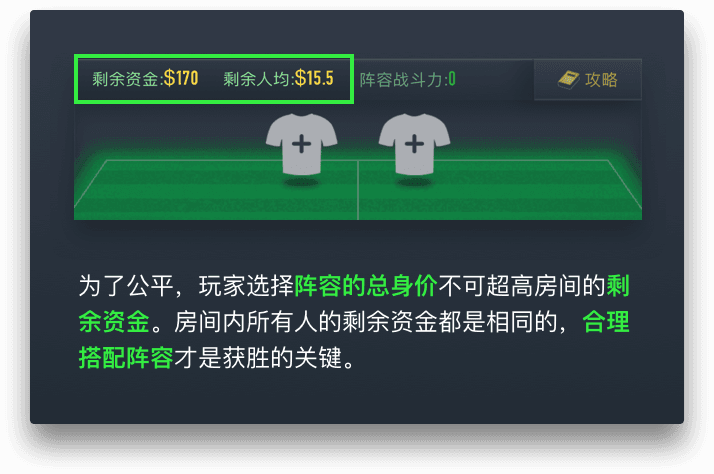 剩余资金:$170 剩余人均:$15.5 阵容战斗力:0 攻略
为了公平，玩家选择阵容的总身价不可超高房间的剩
余资金。房间内所有人的剩余资金都是相同的，合理
搭配阵容才是获胜的关键。